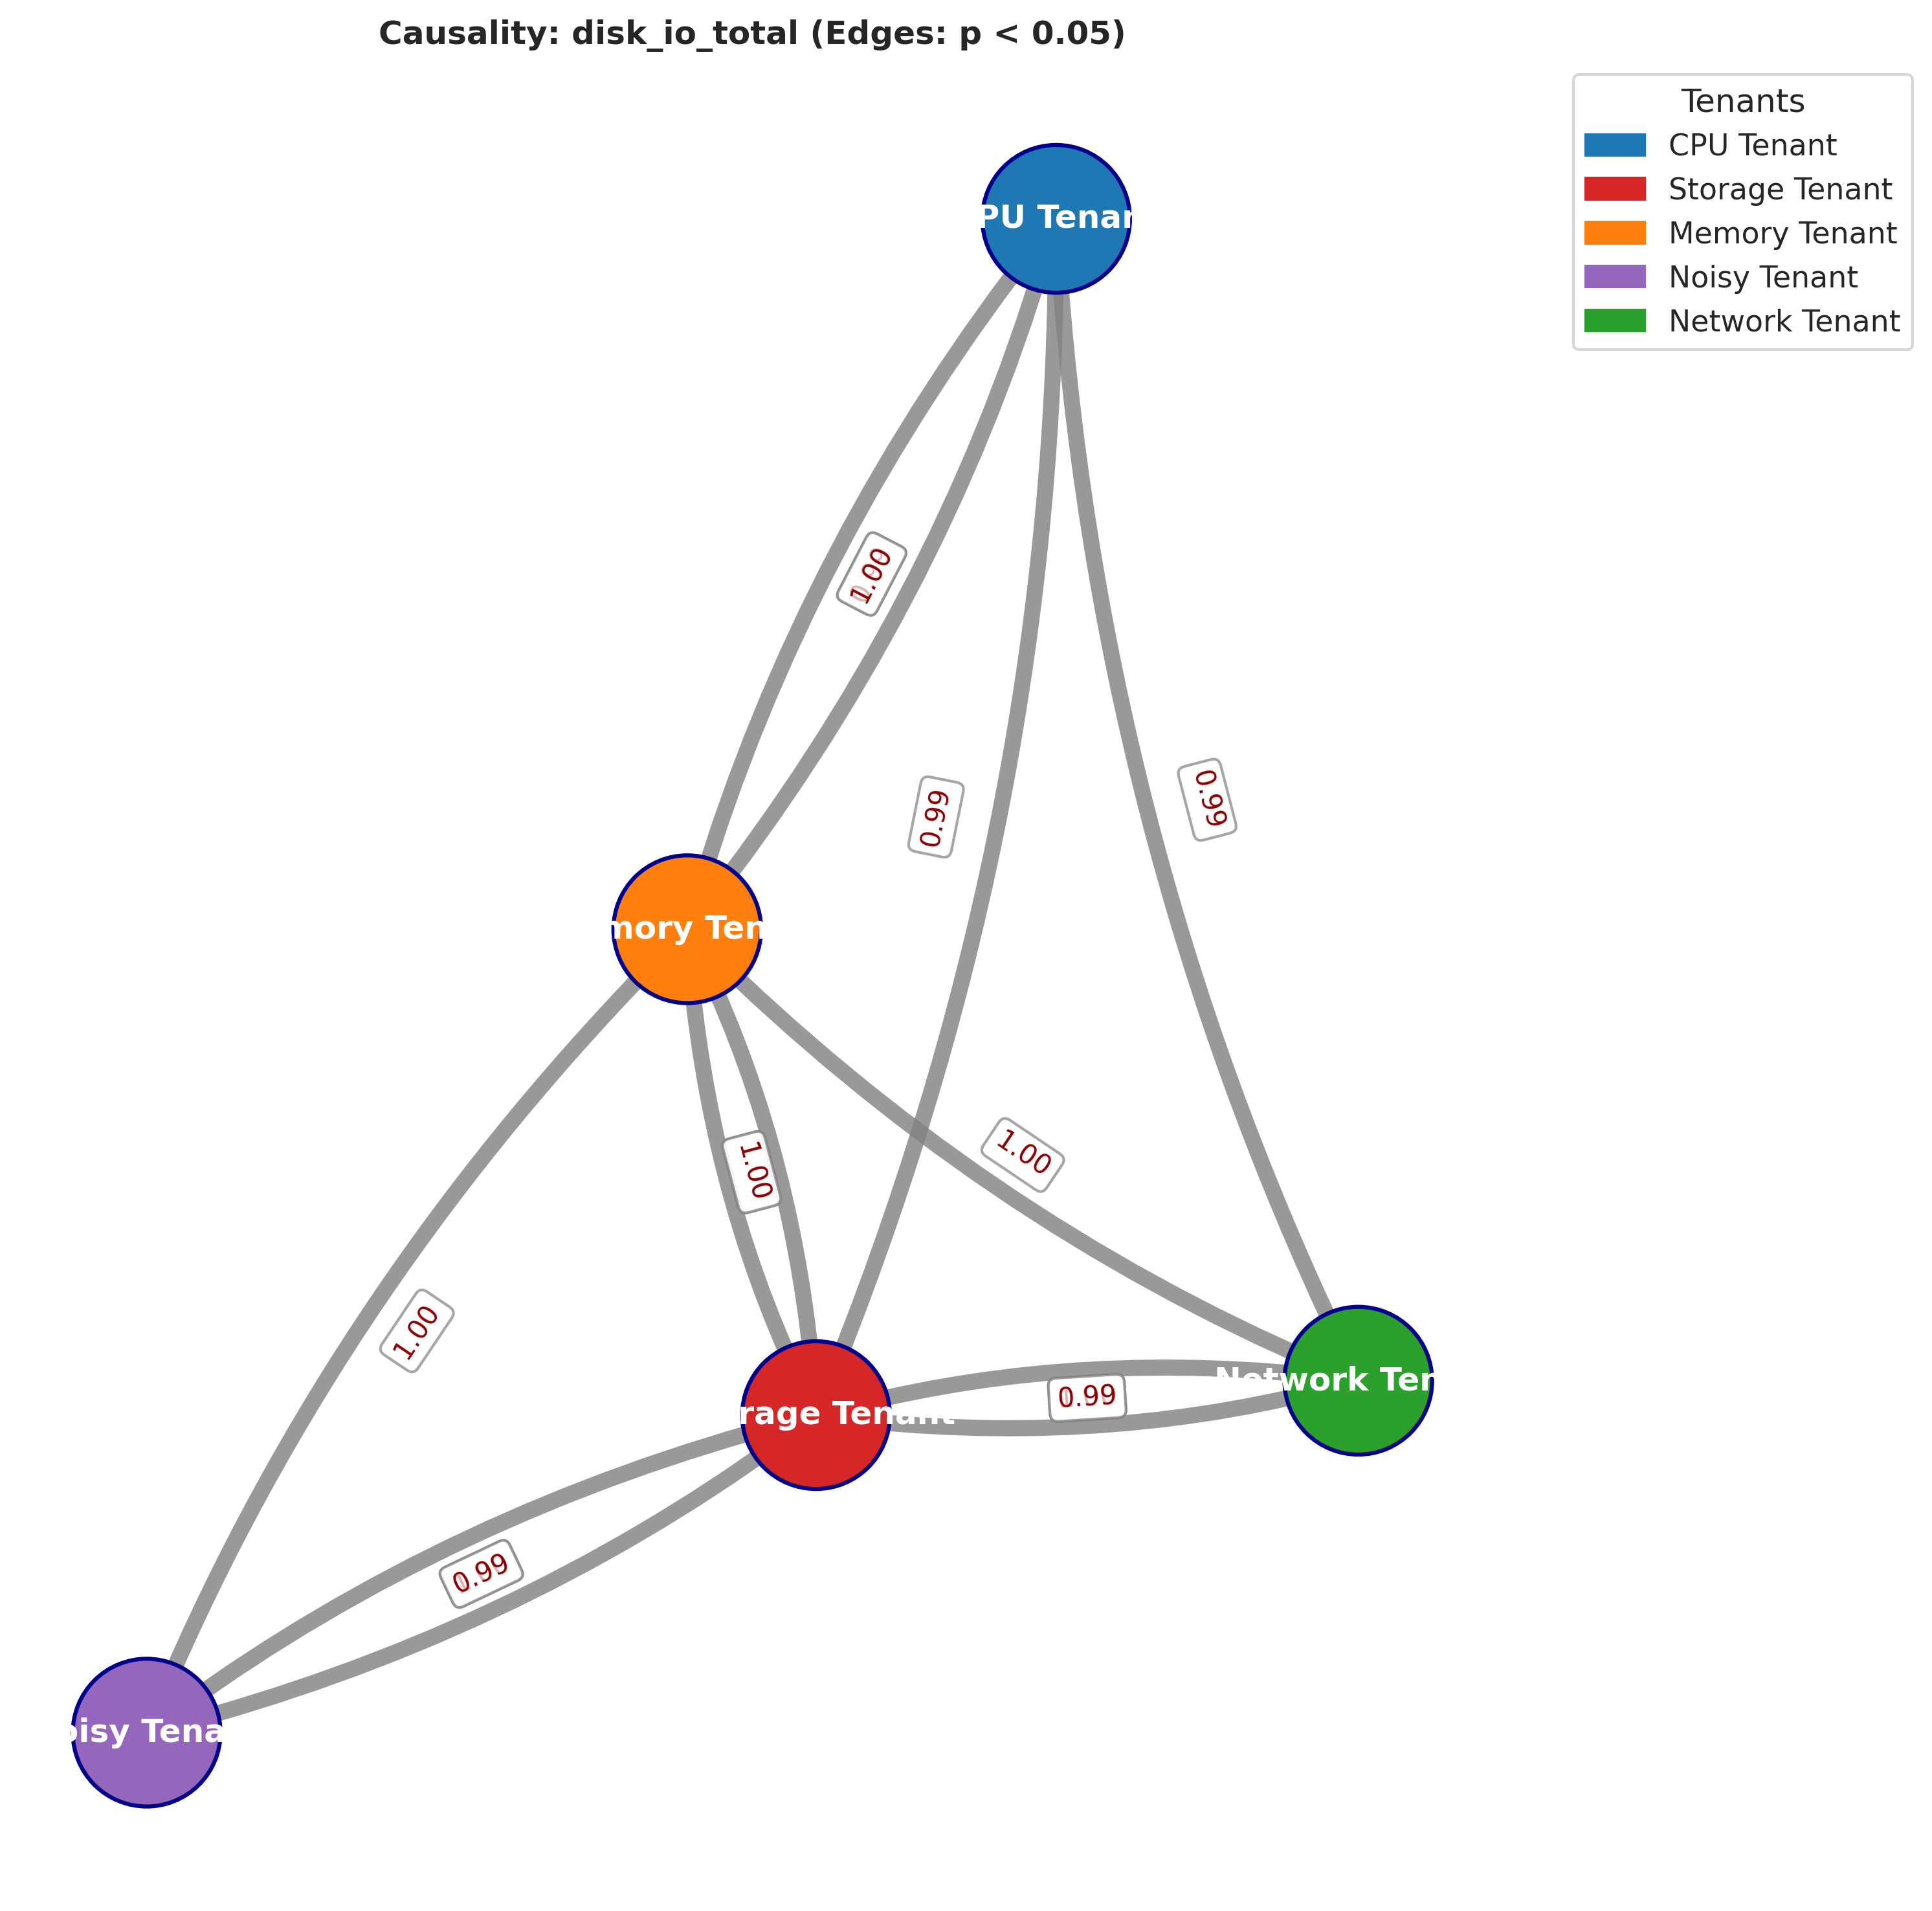 Causality: disk_io_total (Edges: p < 0.05)
Tenants
CPU Tenant
Storage Tenant
Memory Tenant
Noisy Tenant
Network Tenant
PU Tenan
1.00
0.99
0.99
mory Ten
1.00
1.00
1.00
rage Tenant
0.99
Network Ten
0.99
oisy Tena